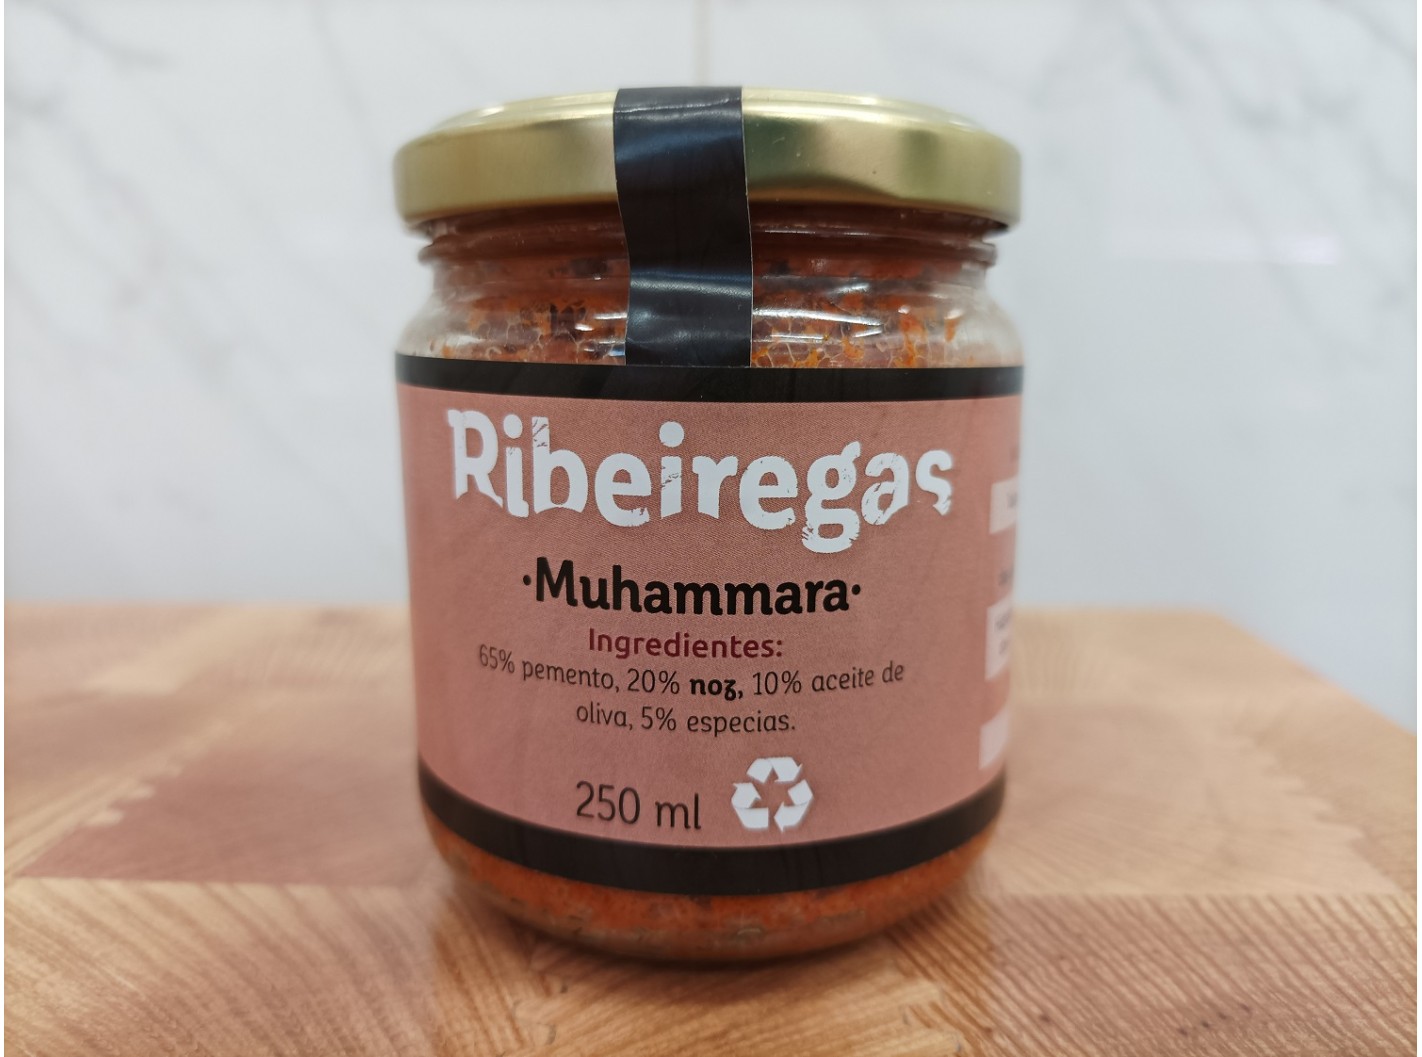 Ribeiregas
·Muhammara·
Ingredientes:
65% pemento, 20% noz, 10% aceite de
oliva, 5% especias.
250 ml